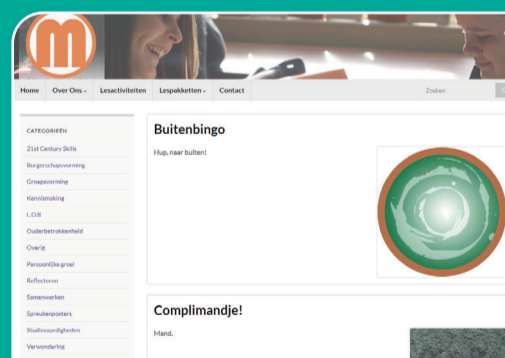 m
Home Over Ons Lesactiviteiten Lespakketten Contact Zoeken
CATEGORIEËN
21st Century Skills
Burgerschapsvorming
Groepsvorming
Kennismaking
L.O.B
Ouderbetrokkenheid
Overig
Persoonlijke groei
Reflecteren
Samenwerken
Spreukenposters
Studievaardigheden
Verwondering
Buitenbingo
Hup, naar buiten!
Complimandje!
Mand.